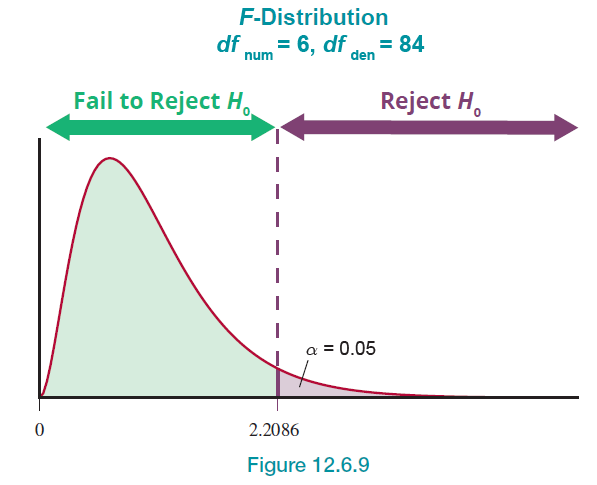 F-Distribution
df num = 6, df den = 84
Fail to Reject H0
Reject H0
α = 0.05
0
2.2086
Figure 12.6.9